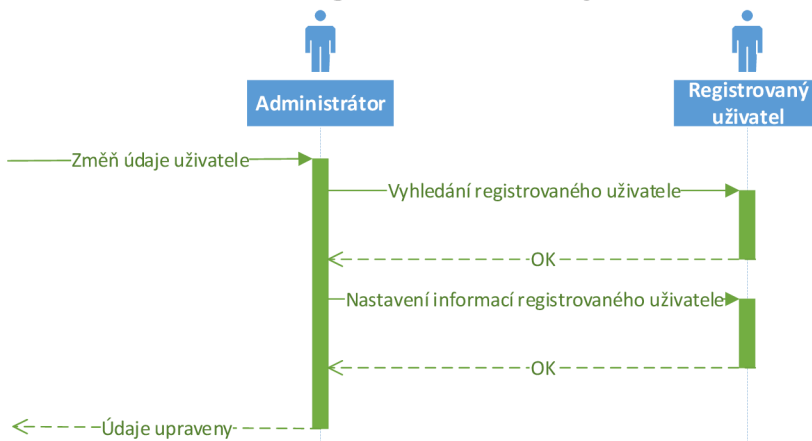 Administrátor
Registrovaný
uživatel
Změň údaje uživatele
Vyhledání registrovaného uživatele
OK
Nastavení informací registrovaného uživatele
OK
Údaje upraveny